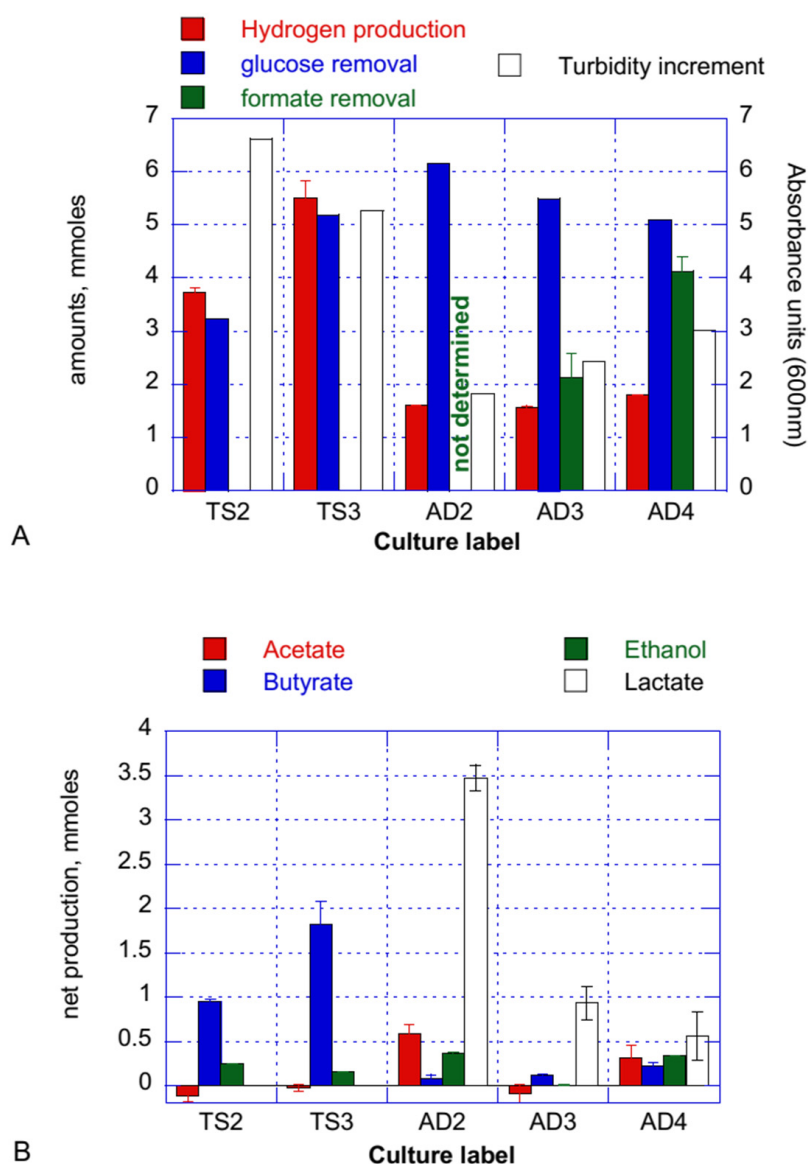 Hydrogen production
glucose removal
Turbidity increment
formate removal
amounts, mmoles
7
6
5
4
3
2
1
0
not determined
7
6
5
4
3
2
1
0
Absorbance units (600nm)
TS2 TS3 AD2 AD3 AD4
Culture label
A
Acetate
Ethanol
Butyrate
Lactate
net production, mmoles
4
3.5
3
2.5
2
1.5
1
0.5
0
TS2 TS3 AD2 AD3 AD4
Culture label
B